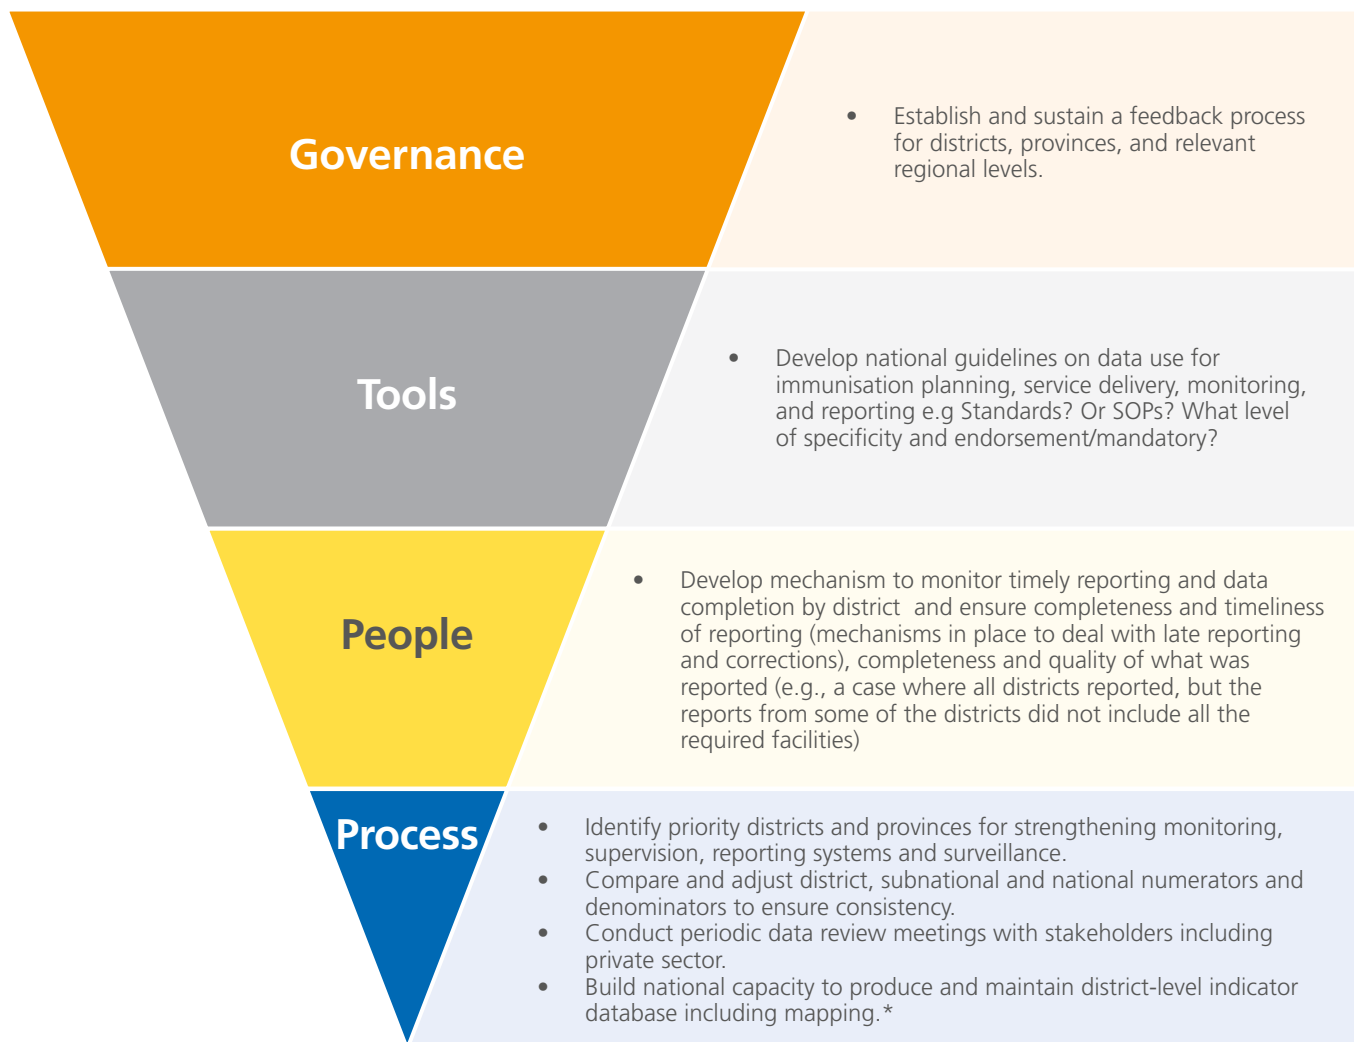 Governance
• Establish and sustain a feedback process
for districts, provinces, and relevant
regional levels.
Tools
• Develop national guidelines on data use for
immunisation planning, service delivery, monitoring,
and reporting e.g Standards? Or SOPs? What level
of specificity and endorsement/mandatory?
People
• Develop mechanism to monitor timely reporting and data
completion by district  and ensure completeness and timeliness
of reporting (mechanisms in place to deal with late reporting
and corrections), completeness and quality of what was
reported (e.g., a case where all districts reported, but the
reports from some of the districts did not include all the
required facilities)
Process
• Identify priority districts and provinces for strengthening monitoring,
supervision, reporting systems and surveillance.
• Compare and adjust district, subnational and national numerators and
denominators to ensure consistency.
• Conduct periodic data review meetings with stakeholders including
private sector.
• Build national capacity to produce and maintain district-level indicator
database including mapping.*